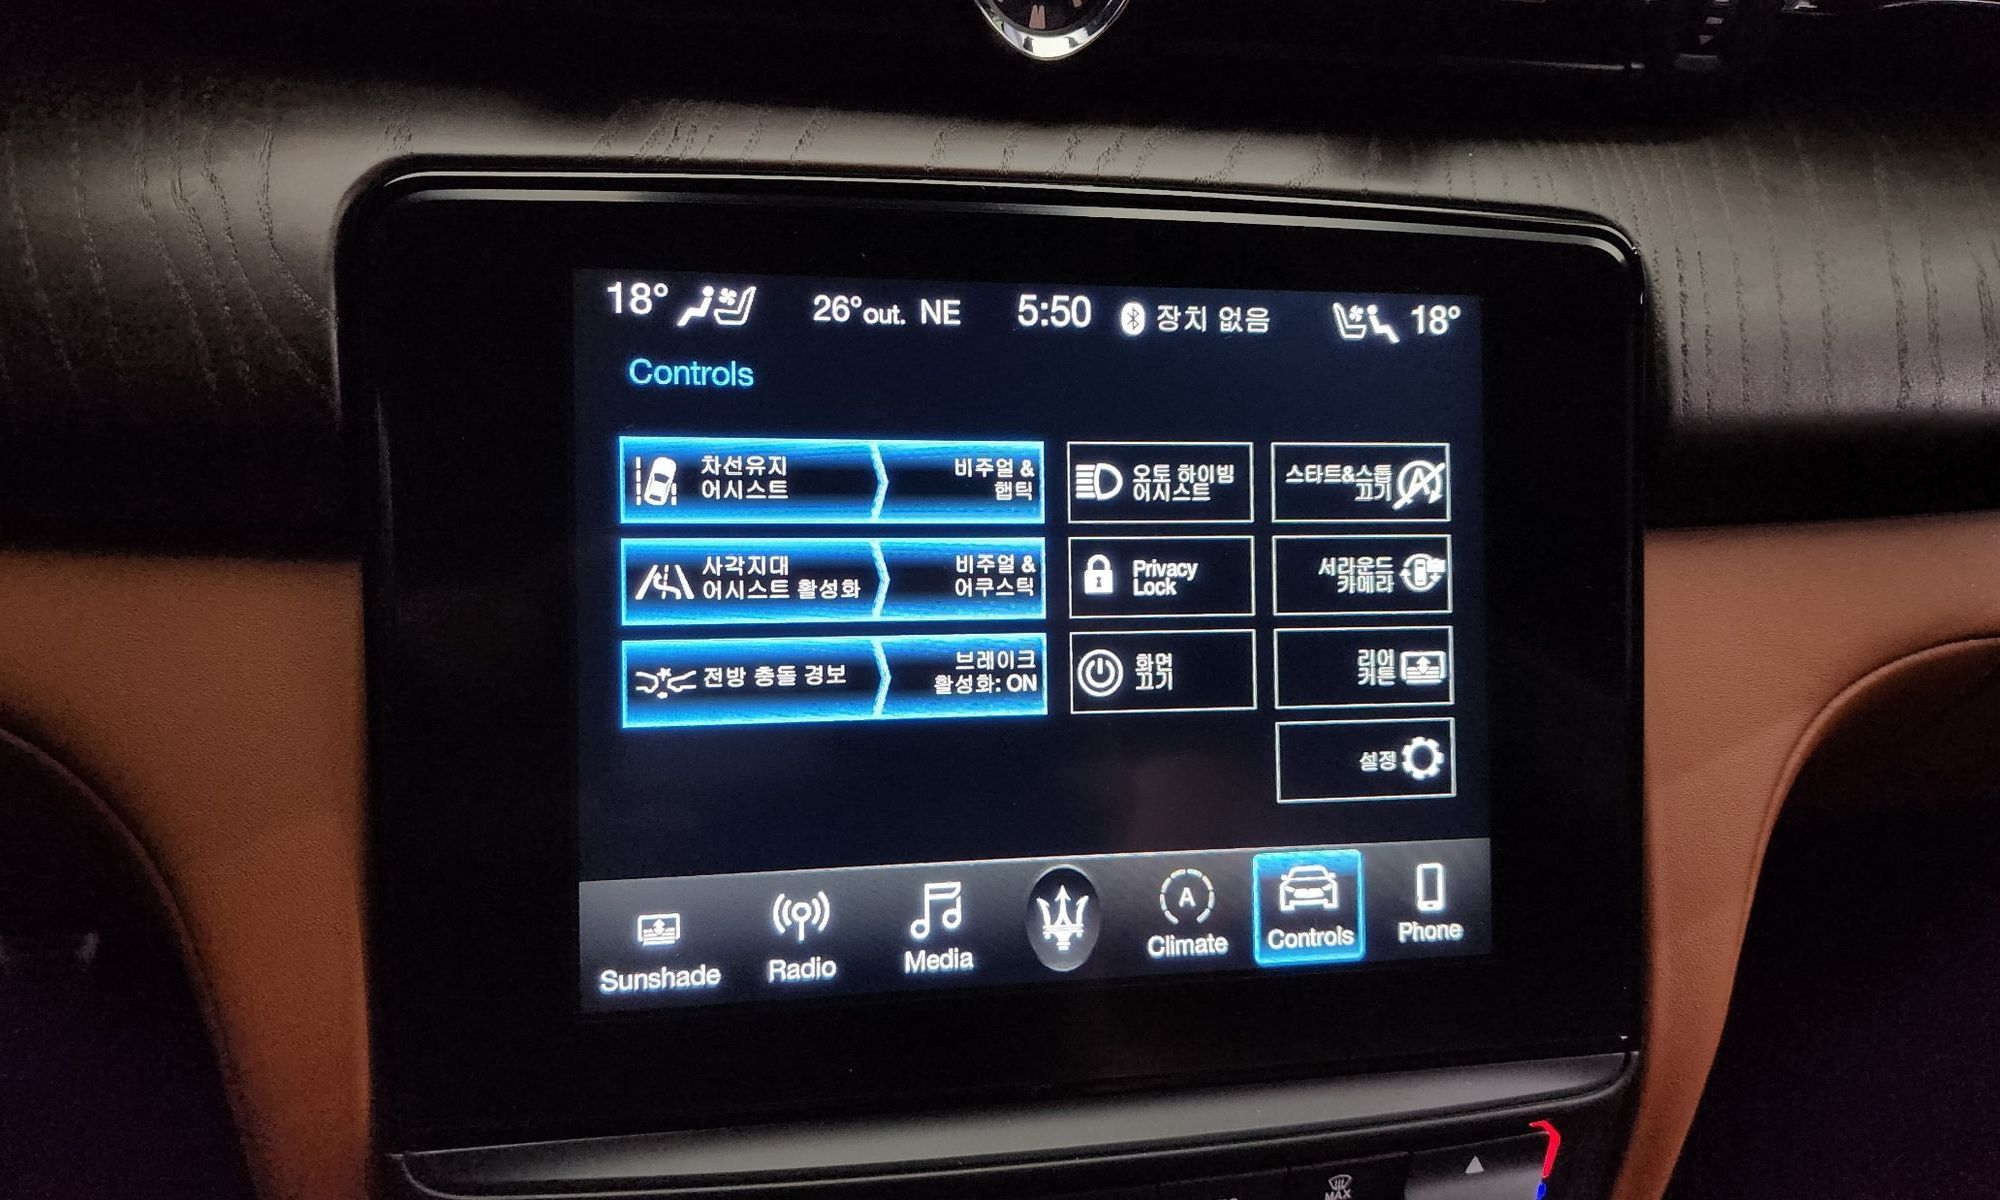 18° 26°out. NE 5:50 장치 없음 18°
Controls
차선유지
어시스트
비주얼 &
햅틱
오토 하이빔
어시스트
스타트&스톱
끄기
사각지대
어시스트 활성화
비주얼 &
어쿠스틱
Privacy
Lock
서라운드
카메라
전방 충돌 경보
브레이크
활성화: ON
화면
끄기
리어
커튼
설정
Sunshade
Radio
Media
A
Climate
Controls
Phone
MAX